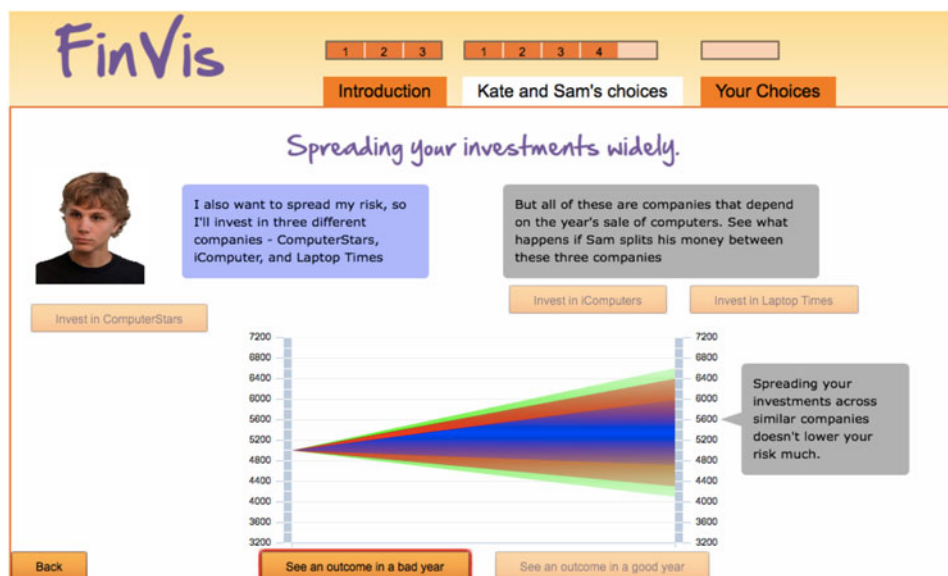 FinVis
1 2 3 1 2 3 4
Introduction Kate and Sam's choices Your Choices
Spreading your investments widely.
I also want to spread my risk, so
I'll invest in three different
companies - ComputerStars,
iComputer, and Laptop Times
But all of these are companies that depend
on the year's sale of computers. See what
happens if Sam splits his money between
these three companies
Invest in ComputerStars
Invest in iComputers
Invest in Laptop Times
7200 7200
6800 6800
6400 6400
6000 6000
5600 5600
5200 5200
4800 4800
4400 4400
4000 4000
3600 3600
3200 3200
Spreading your
investments across
similar companies
doesn't lower your
risk much.
Back
See an outcome in a bad year
See an outcome in a good year